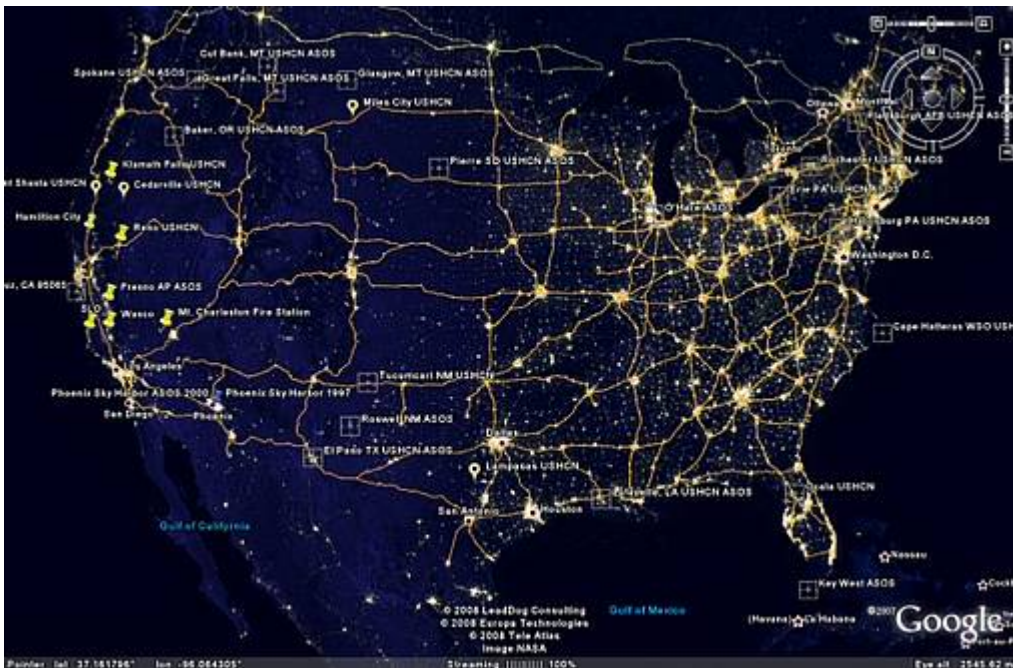 N
Cut Bank, MT USHCN ASOS
Spokane USHCN ASOS
Great Falls, MT USHCN ASOS
Glasgow, MT USHCN ASOS
Miles City USHCN
Ottawa
Montreal
Plattsburgh AFB USHCN ASOS
Baker, OR USHCN ASOS
Klamath Falls USHCN
Pierre SD USHCN ASOS
Rochester USHCN ASOS
nt Shasta USHCN
Cedarville USHCN
Erie PA USHCN ASOS
O'Hare ASOS
Hamilton City
Reno USHCN
PA USHCN ASOS
Washington D.C.
uz, CA 95065
Fresno AP ASOS
SLO
Wasco
Mt. Charleston Fire Station
Cape Hatteras WSO USH
Los Angeles
Tucumcari NM USHCN
Phoenix Sky Harbor ASOS 2000
Phoenix Sky Harbor 1997
San Diego
Phoenix
Roswell NM ASOS
Dallas
El Paso TX USHCN ASOS
Lampasas USHCN
LA USHCN ASOS
Ocala USHCN
San Antonio
Houston
Gulf of California
Nassau
Key West ASOS
© 2008 LeadDog Consulting
© 2008 Europa Technologies
© 2008 Tele Atlas
Image NASA
Gulf of Mexico
(Havana) La Habana
©2007 Google
Pointer lat 37.161796° lon -96.064305°
Streaming |||||||||| 100%